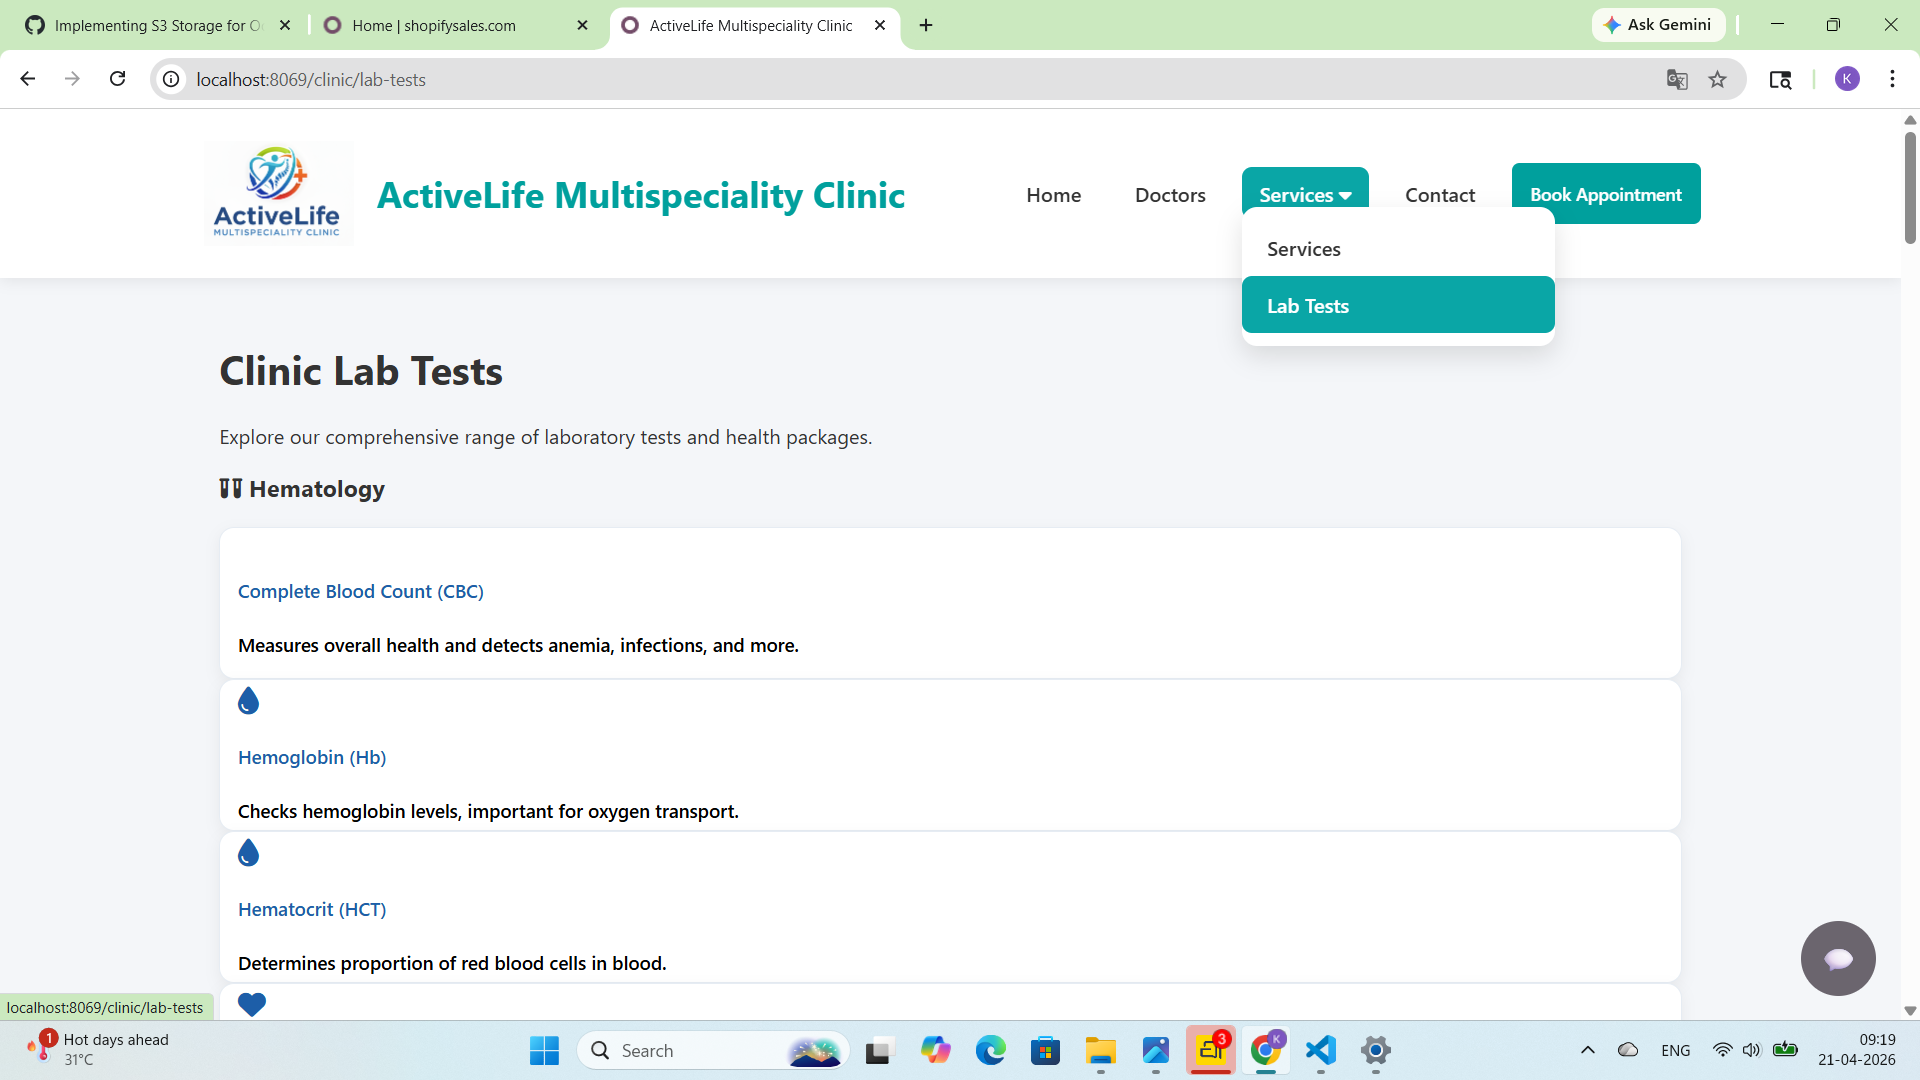 Implementing S3 Storage for O
Home | shopifysales.com
ActiveLife Multispeciality Clinic
Ask Gemini
localhost:8069/clinic/lab-tests
K
ActiveLife
MULTISPECIALITY CLINIC
ActiveLife Multispeciality Clinic
Home
Doctors
Services
Contact
Book Appointment
Services
Lab Tests
Clinic Lab Tests
Explore our comprehensive range of laboratory tests and health packages.
Hematology
Complete Blood Count (CBC)
Measures overall health and detects anemia, infections, and more.
Hemoglobin (Hb)
Checks hemoglobin levels, important for oxygen transport.
Hematocrit (HCT)
Determines proportion of red blood cells in blood.
localhost:8069/clinic/lab-tests
1
Hot days ahead
31°C
Search
3
K
ENG
09:19
21-04-2026